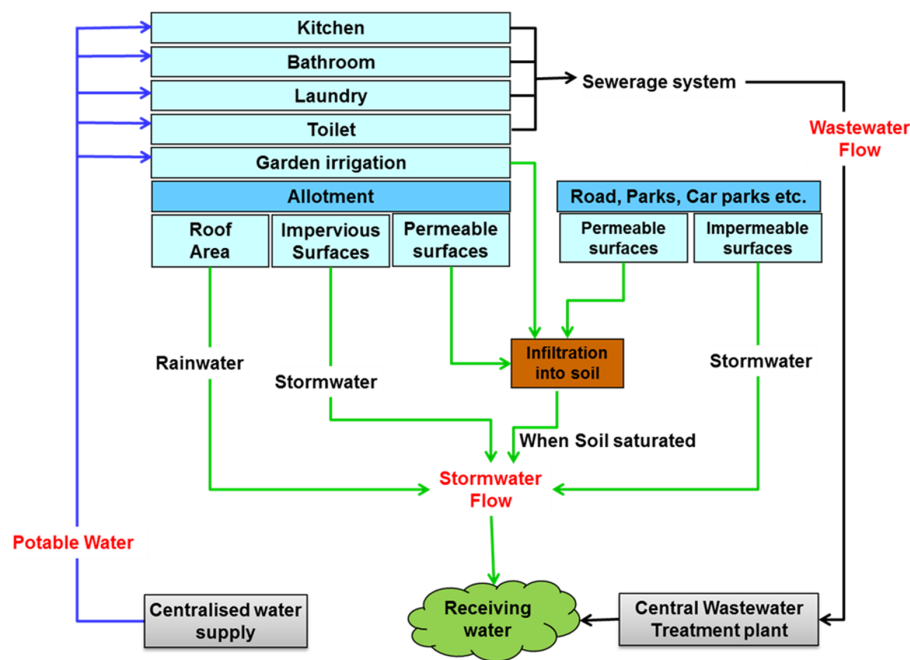 Kitchen
Bathroom
Laundry
Toilet
Garden irrigation
Allotment
Roof
Area
Impervious
Surfaces
Permeable
surfaces
Sewerage system
Wastewater
Flow
Road, Parks, Car parks etc.
Permeable
surfaces
Impermeable
surfaces
Rainwater
Stormwater
Infiltration
into soil
Stormwater
When Soil saturated
Stormwater
Flow
Potable Water
Centralised water
supply
Receiving
water
Central Wastewater
Treatment plant